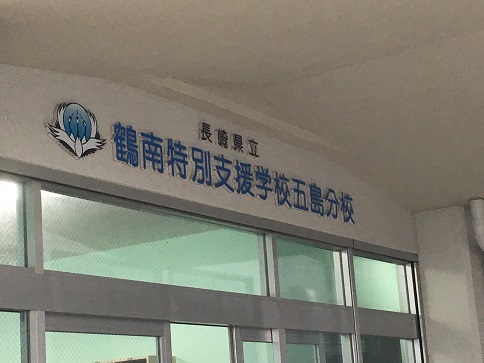 長崎県立
鶴南特別支援学校五島分校